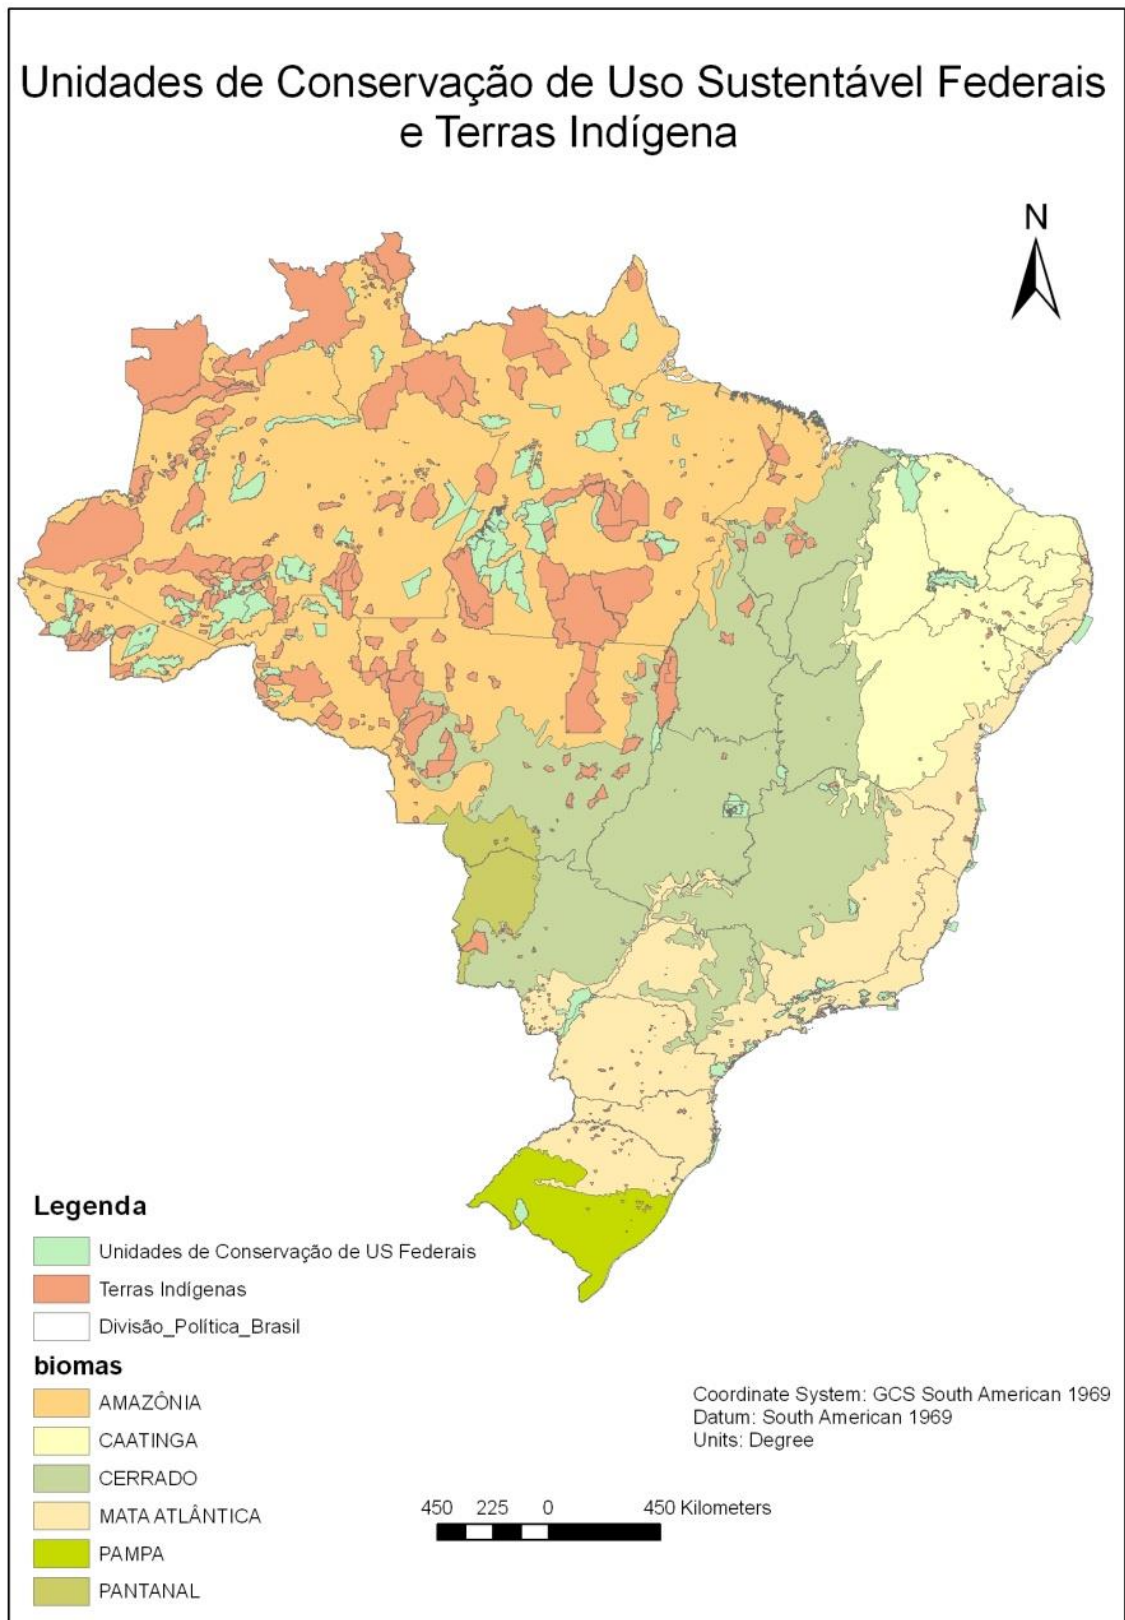 Unidades de Conservação de Uso Sustentável Federais
e Terras Indígena
N
Legenda
Unidades de Conservação de US Federais
Terras Indígenas
Divisão_Política_Brasil
biomas
AMAZÔNIA
CAATINGA
CERRADO
MATA ATLÂNTICA
PAMPA
PANTANAL
Coordinate System: GCS South American 1969
Datum: South American 1969
Units: Degree
450 225 0 450 Kilometers